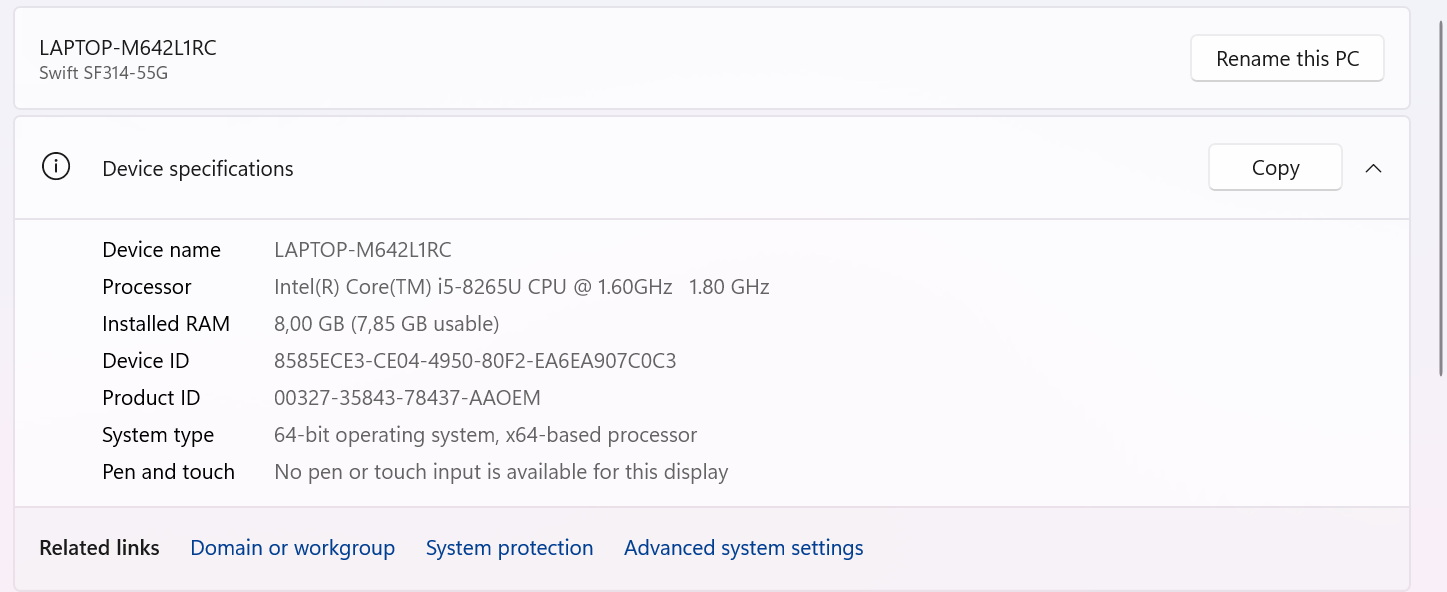 LAPTOP-M642L1RC
Swift SF314-55G
Rename this PC
Device specifications
Copy
Device name LAPTOP-M642L1RC
Processor Intel(R) Core(TM) i5-8265U CPU @ 1.60GHz 1.80 GHz
Installed RAM 8,00 GB (7,85 GB usable)
Device ID 8585ECE3-CE04-4950-80F2-EA6EA907C0C3
Product ID 00327-35843-78437-AAOEM
System type 64-bit operating system, x64-based processor
Pen and touch No pen or touch input is available for this display
Related links Domain or workgroup System protection Advanced system settings